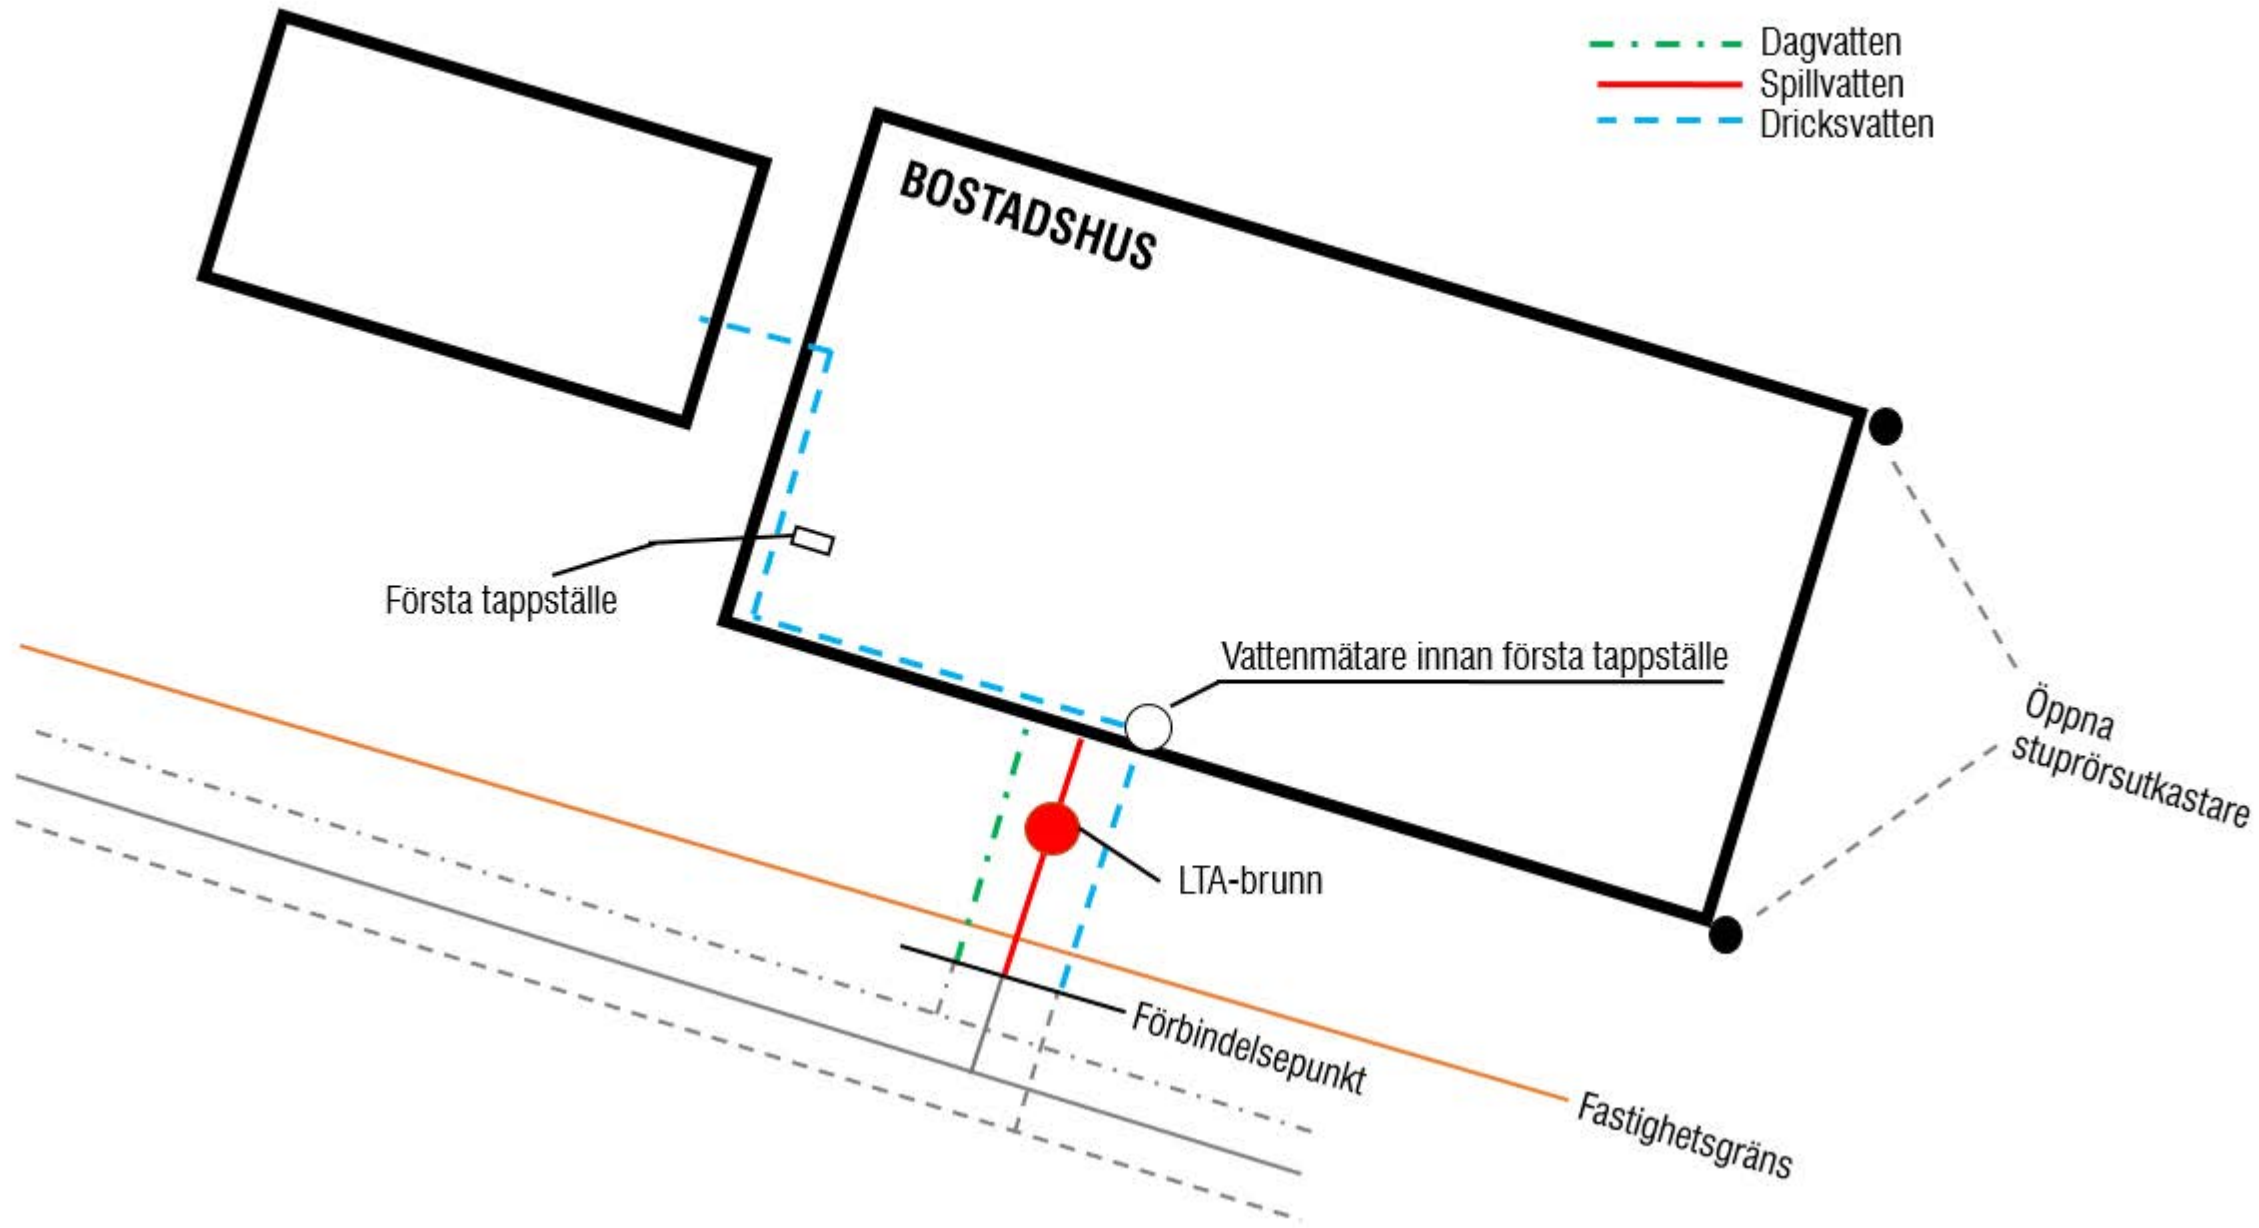 Dagvatten
Spillvatten
Dricksvatten
BOSTADSHUS
Första tappställe
Vattenmätare innan första tappställe
Öppna
stuprörsutkastare
LTA-brunn
Förbindelsepunkt
Fastighetsgräns